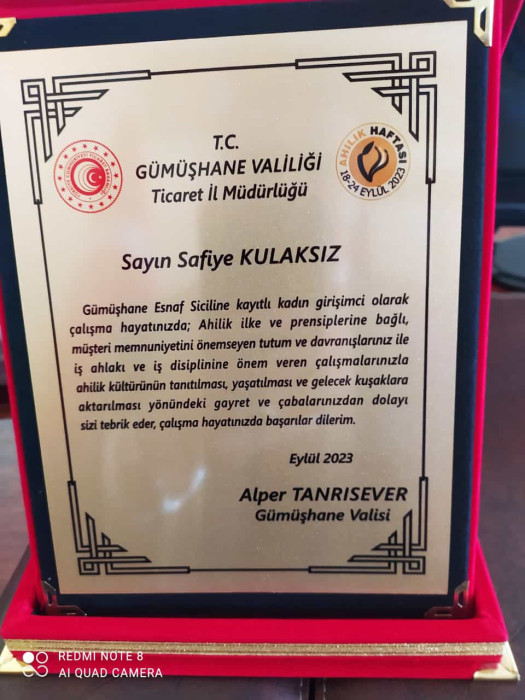 T.C.
GÜMÜŞHANE VALİLİĞİ
Ticaret İl Müdürlüğü
AHİLİK HAFTASI
18-24 EYLÜL 2023
Sayın Safiye KULAKSIZ
Gümüşhane Esnaf Siciline kayıtlı kadın girişimci olarak
çalışma hayatınızda; Ahilik ilke ve prensiplerine bağlı,
müşteri memnuniyetini önemseyen tutum ve davranışlarınız ile
iş ahlakı ve iş disiplinine önem veren çalışmalarınızla
ahilik kültürünün tanıtılması, yaşatılması ve gelecek kuşaklara
aktarılması yönündeki gayret ve çabalarınızdan dolayı
sizi tebrik eder, çalışma hayatınızda başarılar dilerim.
Eylül 2023
Alper TANRISEVER
Gümüşhane Valisi
REDMI NOTE 8
AI QUAD CAMERA